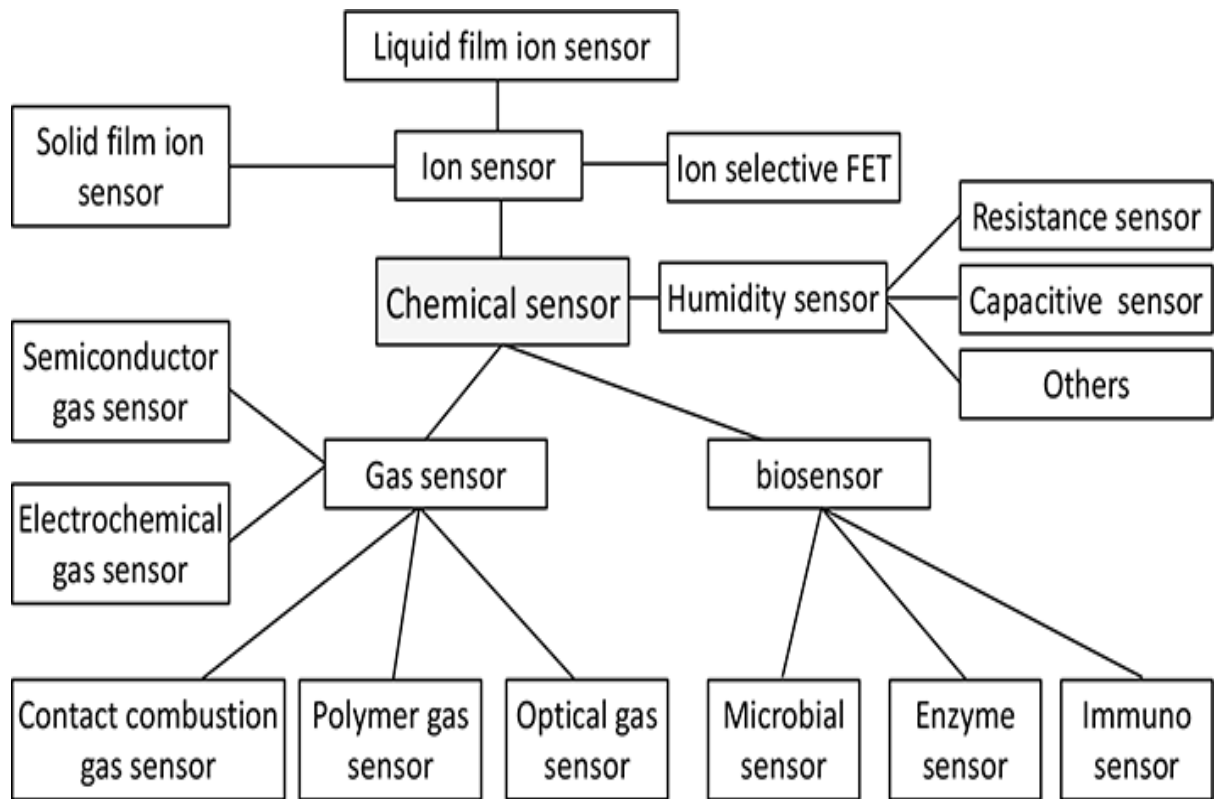 Liquid film ion sensor
Solid film ion
sensor
Ion sensor
Ion selective FET
Resistance sensor
Chemical sensor
Humidity sensor
Capacitive sensor
Others
Semiconductor
gas sensor
Gas sensor
biosensor
Electrochemical
gas sensor
Contact combustion
gas sensor
Polymer gas
sensor
Optical gas
sensor
Microbial
sensor
Enzyme
sensor
Immuno
sensor